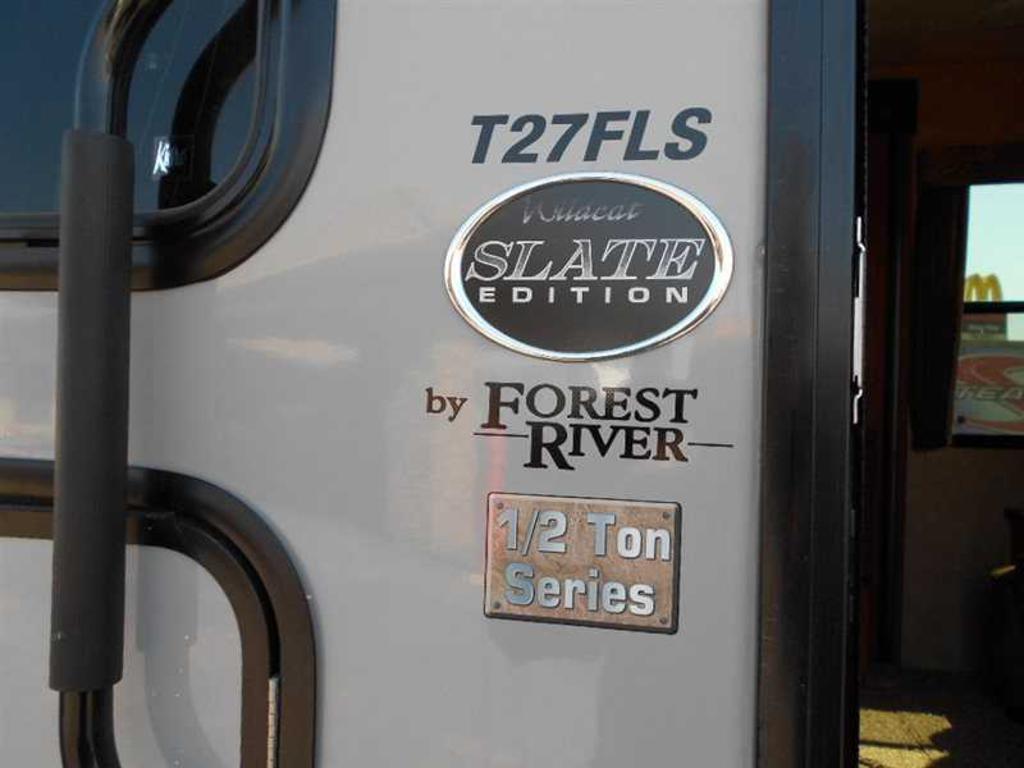 T27FLS
Wildcat
SLATE
EDITION
by FOREST
RIVER
1/2 Ton
Series